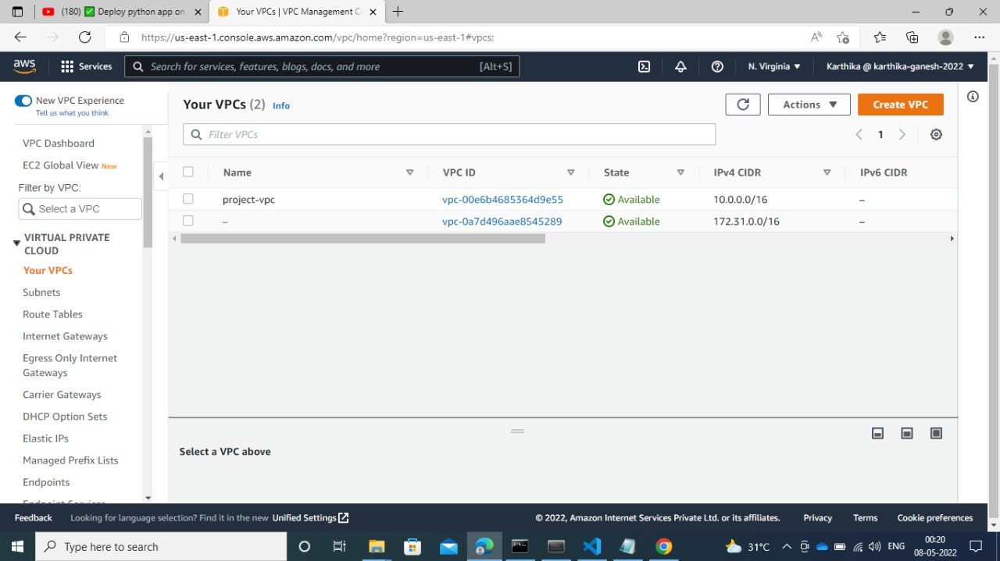 (180) ✅ Deploy python app on
Your VPCs | VPC Management Co
https://us-east-1.console.aws.amazon.com/vpc/home?region=us-east-1#vpcs:
aws
Services
Search for services, features, blogs, docs, and more
[Alt+S]
N. Virginia ▼
Karthika @ karthika-ganesh-2022 ▼
New VPC Experience
Tell us what you think
VPC Dashboard
EC2 Global View New
Filter by VPC:
Select a VPC
VIRTUAL PRIVATE
CLOUD
Your VPCs
Subnets
Route Tables
Internet Gateways
Egress Only Internet
Gateways
Carrier Gateways
DHCP Option Sets
Elastic IPs
Managed Prefix Lists
Endpoints
Endpoint Services
Your VPCs (2) Info
Actions ▼
Create VPC
Filter VPCs
1
Name VPC ID State IPv4 CIDR IPv6 CIDR
project-vpc vpc-00e6b4685364d9e55 Available 10.0.0.0/16 –
– vpc-0a7d496aae8545289 Available 172.31.0.0/16 –
Select a VPC above
Feedback
Looking for language selection? Find it in the new Unified Settings
© 2022, Amazon Internet Services Private Ltd. or its affiliates.
Privacy
Terms
Cookie preferences
Type here to search
31°C
ENG
00:20
08-05-2022